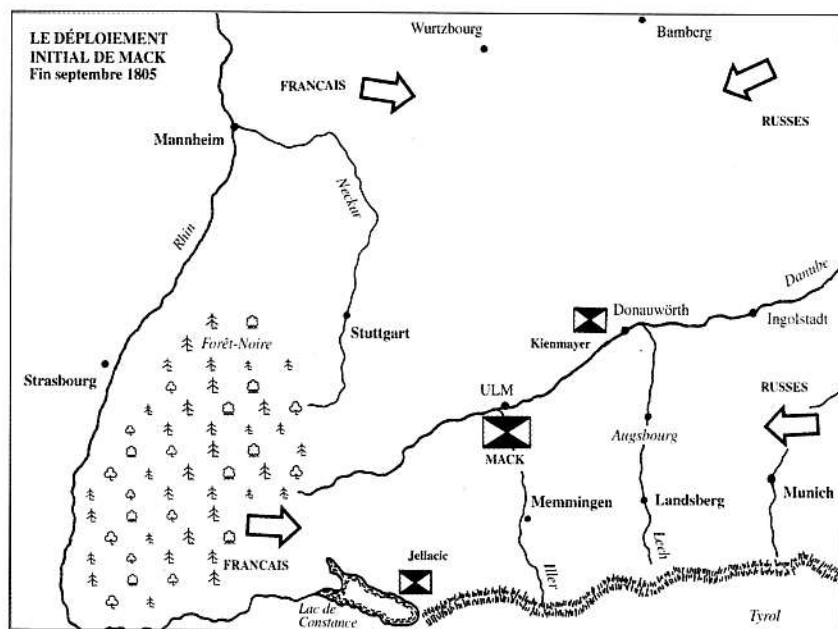 LE DÉPLOIEMENT
INITIAL DE MACK
Fin septembre 1805
Wurtzbourg
Bamberg
FRANCAIS
RUSSES
Mannheim
Neckar
Rhin
Danube
Donauwörth
Ingolstadt
Kienmayer
Stuttgart
Forêt-Noire
Strasbourg
ULM
RUSSES
Augsbourg
MACK
Memmingen
Landsberg
Munich
FRANCAIS
Jellacic
Iller
Lech
Lac de
Constance
Tyrol